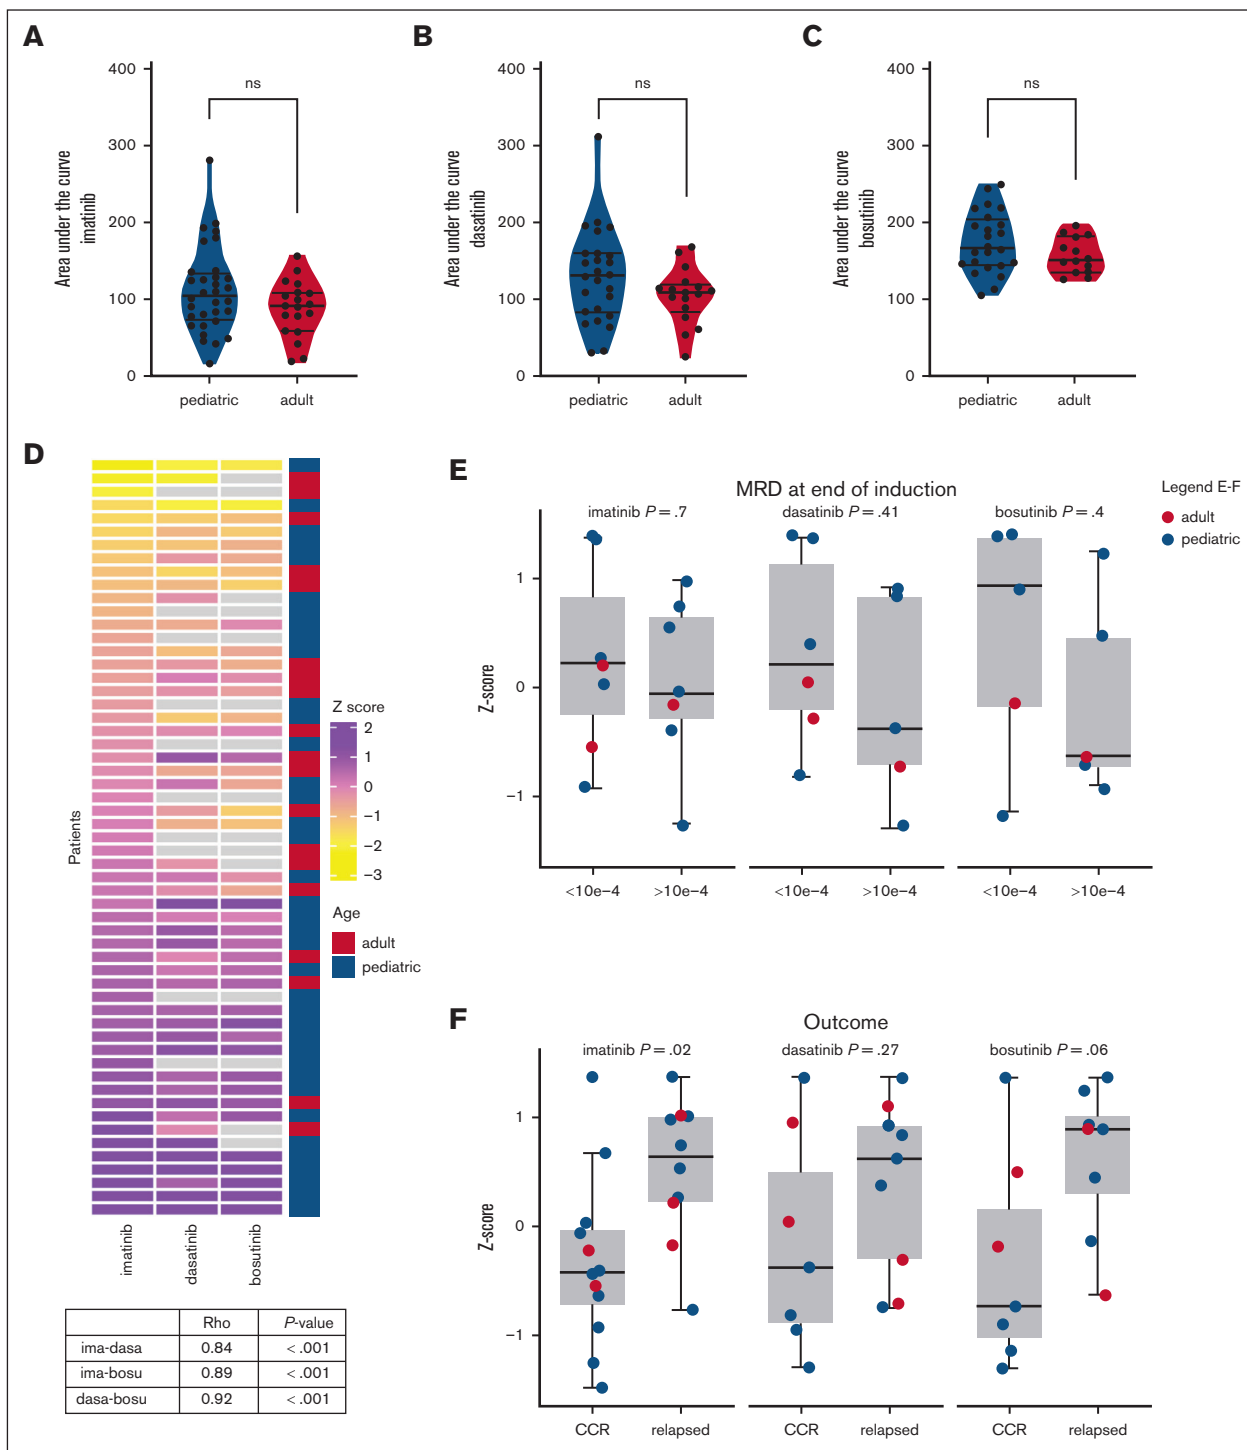 A
400
300
200
100
0
Area under the curve
imatinib
ns
pediatric
adult
B
400
300
200
100
0
Area under the curve
dasatinib
ns
pediatric
adult
C
400
300
200
100
0
Area under the curve
bosutinib
ns
pediatric
adult
D
Patients
imatinib
dasatinib
bosutinib
Z score
2
1
0
−1
−2
−3
Age
adult
pediatric
Rho P-value
ima-dasa 0.84 < .001
ima-bosu 0.89 < .001
dasa-bosu 0.92 < .001
E
MRD at end of induction
imatinib P = .7
dasatinib P = .41
bosutinib P = .4
Legend E-F
adult
pediatric
Z-score
1
0
−1
<10e−4
>10e−4
<10e−4
>10e−4
<10e−4
>10e−4
F
Outcome
imatinib P = .02
dasatinib P = .27
bosutinib P = .06
Z-score
1
0
−1
CCR
relapsed
CCR
relapsed
CCR
relapsed